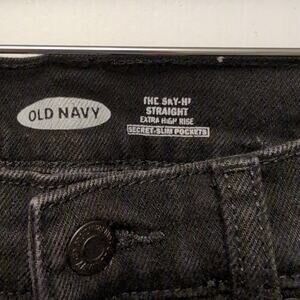 OLD NAVY
THE SKY-HI
STRAIGHT
EXTRA HIGH RISE
SECRET-SLIM POCKETS